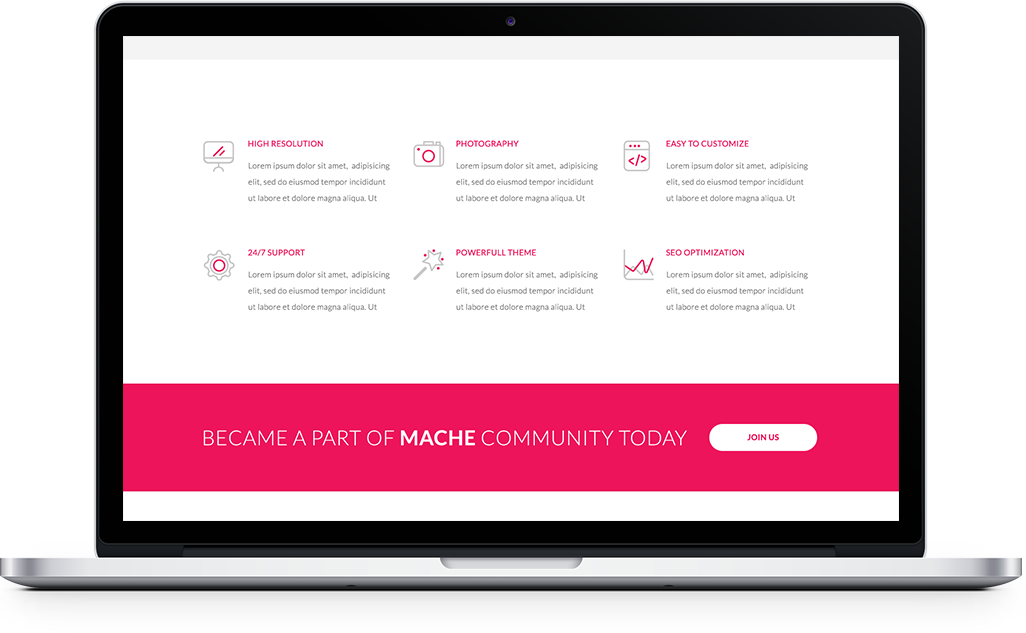 HIGH RESOLUTION
Lorem ipsum dolor sit amet, adipisicing
elit, sed do eiusmod tempor incididunt
ut labore et dolore magna aliqua. Ut
PHOTOGRAPHY
Lorem ipsum dolor sit amet, adipisicing
elit, sed do eiusmod tempor incididunt
ut labore et dolore magna aliqua. Ut
EASY TO CUSTOMIZE
Lorem ipsum dolor sit amet, adipisicing
elit, sed do eiusmod tempor incididunt
ut labore et dolore magna aliqua. Ut
24/7 SUPPORT
Lorem ipsum dolor sit amet, adipisicing
elit, sed do eiusmod tempor incididunt
ut labore et dolore magna aliqua. Ut
POWERFULL THEME
Lorem ipsum dolor sit amet, adipisicing
elit, sed do eiusmod tempor incididunt
ut labore et dolore magna aliqua. Ut
SEO OPTIMIZATION
Lorem ipsum dolor sit amet, adipisicing
elit, sed do eiusmod tempor incididunt
ut labore et dolore magna aliqua. Ut
BECAME A PART OF MACHE COMMUNITY TODAY
JOIN US